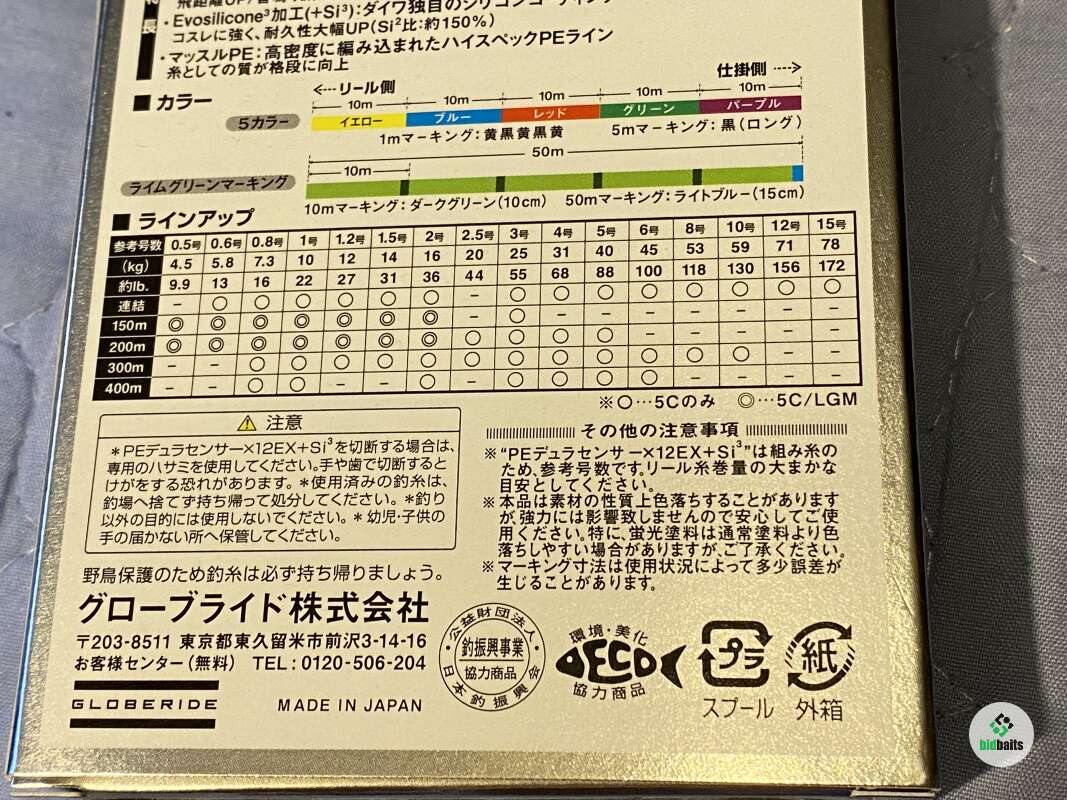 ・Evosilicone³加工(+Si³):ダイワ独自のシリコンコーティング
コスレに強く、耐久性大幅UP(Si²比:約150%)
・マッスルPE:高密度に編み込まれたハイスペックPEライン
糸としての質が格段に向上
■カラー
<---リール側 仕掛側--->
10m 10m 10m 10m 10m
5カラー イエロー ブルー レッド グリーン パープル
1mマーキング:黄黒黄黒黄 5mマーキング:黒(ロング)
50m
10m
ライムグリーンマーキング
10mマーキング:ダークグリーン(10cm) 50mマーキング:ライトブルー(15cm)
■ラインアップ
参考号数 0.5号 0.6号 0.8号 1号 1.2号 1.5号 2号 2.5号 3号 4号 5号 6号 8号 10号 12号 15号
(kg) 4.5 5.8 7.3 10 12 14 16 20 25 31 40 45 53 59 71 78
約lb. 9.9 13 16 22 27 31 36 44 55 68 88 100 118 130 156 172
連結 − ○ ○ ○ ○ ○ ○ − ○ ○ ○ ○ ○ ○ ○ ○
150m ◎ ◎ ◎ ◎ ◎ ◎ ◎ − ○ − − − − − − −
200m ◎ ◎ ◎ ◎ ◎ ◎ ◎ ○ ○ ○ ○ − − − − −
300m − − ○ ○ ○ ○ ○ ○ ○ ○ ○ ○ ○ ○ − −
400m − − ○ ○ − − ○ − ○ ○ ○ ○ − − − −
※○…5Cのみ ◎…5C/LGM
⚠ 注意
*PEデュラセンサー×12EX+Si³を切断する場合は、
専用のハサミを使用してください。手や歯で切断すると
けがをする恐れがあります。*使用済みの釣糸は、
釣場へ捨てず持ち帰って処分してください。*釣り
以外の目的には使用しないでください。*幼児・子供の
手の届かない所へ保管してください。
野鳥保護のため釣糸は必ず持ち帰りましょう。
グローブライド株式会社
〒203-8511 東京都東久留米市前沢3-14-16
お客様センター(無料) TEL:0120-506-204
GLOBERIDE
MADE IN JAPAN
その他の注意事項
※"PEデュラセンサー×12EX+Si³"は組み糸の
ため、参考号数です。リール糸巻量の大まかな
目安としてください。
※本品は素材の性質上色落ちすることがあります
が、強力には影響致しませんので安心してご使
用ください。特に、蛍光塗料は通常塗料より色
落ちしやすい場合がありますが、ご了承ください。
※マーキング寸法は使用状況によって多少誤差が
生じることがあります。
・公益財団法人・
釣振興事業
協力商品
日本釣振興会
環境・美化
DECO
協力商品
プラ
スプール
紙
外箱
bidbaits